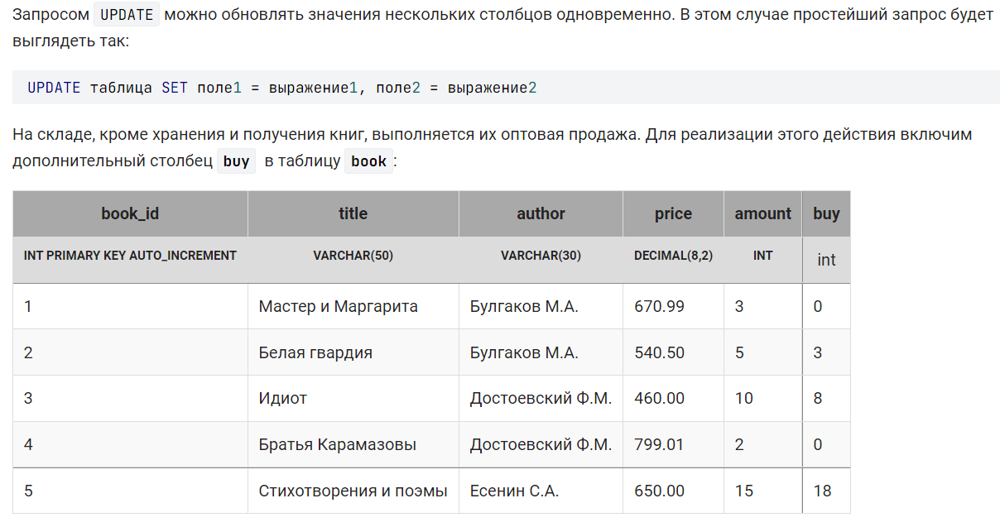 Запросом UPDATE можно обновлять значения нескольких столбцов одновременно. В этом случае простейший запрос будет
выглядеть так:
UPDATE таблица SET поле1 = выражение1, поле2 = выражение2
На складе, кроме хранения и получения книг, выполняется их оптовая продажа. Для реализации этого действия включим
дополнительный столбец buy в таблицу book:
book_id title author price amount buy
INT PRIMARY KEY AUTO_INCREMENT VARCHAR(50) VARCHAR(30) DECIMAL(8,2) INT int
1 Мастер и Маргарита Булгаков М.А. 670.99 3 0
2 Белая гвардия Булгаков М.А. 540.50 5 3
3 Идиот Достоевский Ф.М. 460.00 10 8
4 Братья Карамазовы Достоевский Ф.М. 799.01 2 0
5 Стихотворения и поэмы Есенин С.А. 650.00 15 18